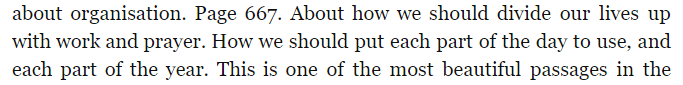 about organisation. Page 667. About how we should divide our lives up
with work and prayer. How we should put each part of the day to use, and
each part of the year. This is one of the most beautiful passages in the